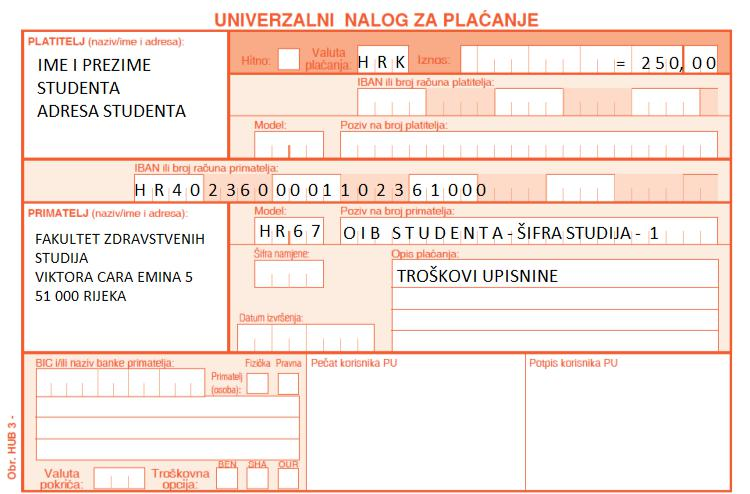 UNIVERZALNI NALOG ZA PLAĆANJE
PLATITELJ (naziv/ime i adresa):
IME I PREZIME
STUDENTA
ADRESA STUDENTA
Hitno:
Valuta plaćanja:
HRK
Iznos:
= 250,00
IBAN ili broj računa platitelja:
Model:
Poziv na broj platitelja:
IBAN ili broj računa primatelja:
HR4023600001102361000
PRIMATELJ (naziv/ime i adresa):
FAKULTET ZDRAVSTVENIH
STUDIJA
VIKTORA CARA EMINA 5
51 000 RIJEKA
Model:
HR67
Poziv na broj primatelja:
OIB STUDENTA-ŠIFRA STUDIJA-1
Šifra namjene:
Opis plaćanja:
TROŠKOVI UPISNINE
Datum izvršenja:
BIC i/ili naziv banke primatelja:
Fizička Pravna
Primatelj
(osoba):
Pečat korisnika PU
Potpis korisnika PU
Valuta
pokrića:
Troškovna
opcija:
BEN SHA OUR
Obr. HUB 3 -